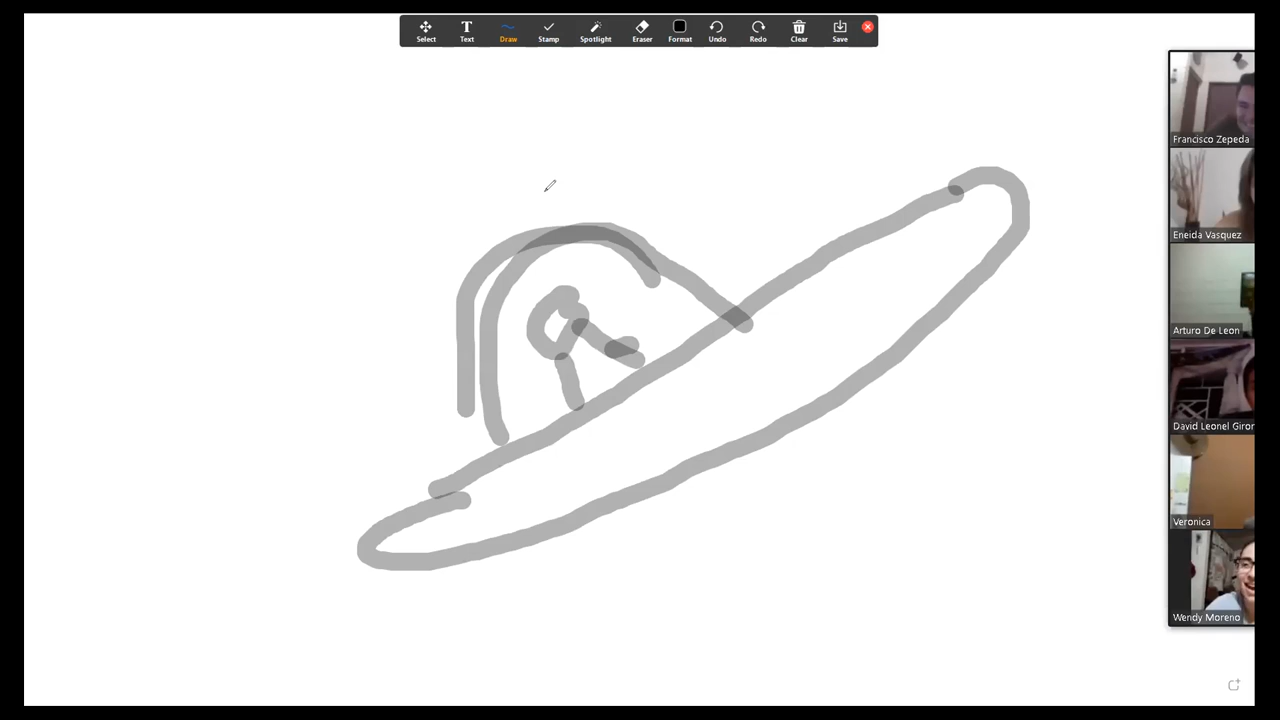 Select Text Draw Stamp Spotlight Eraser Format Undo Redo Clear Save
Francisco Zepeda
Eneida Vasquez
Arturo De Leon
David Leonel Giron
Veronica
Wendy Moreno